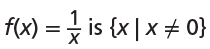 f(x) = 1/x is {x | x ≠ 0}